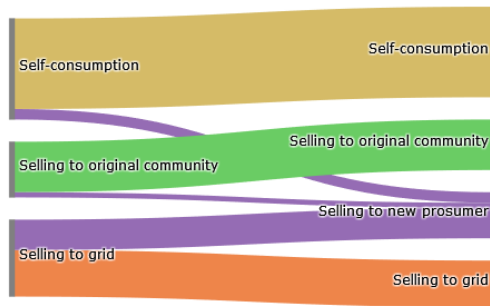 Self-consumption
Self-consumption
Selling to original community
Selling to original community
Selling to new prosumer
Selling to grid
Selling to grid